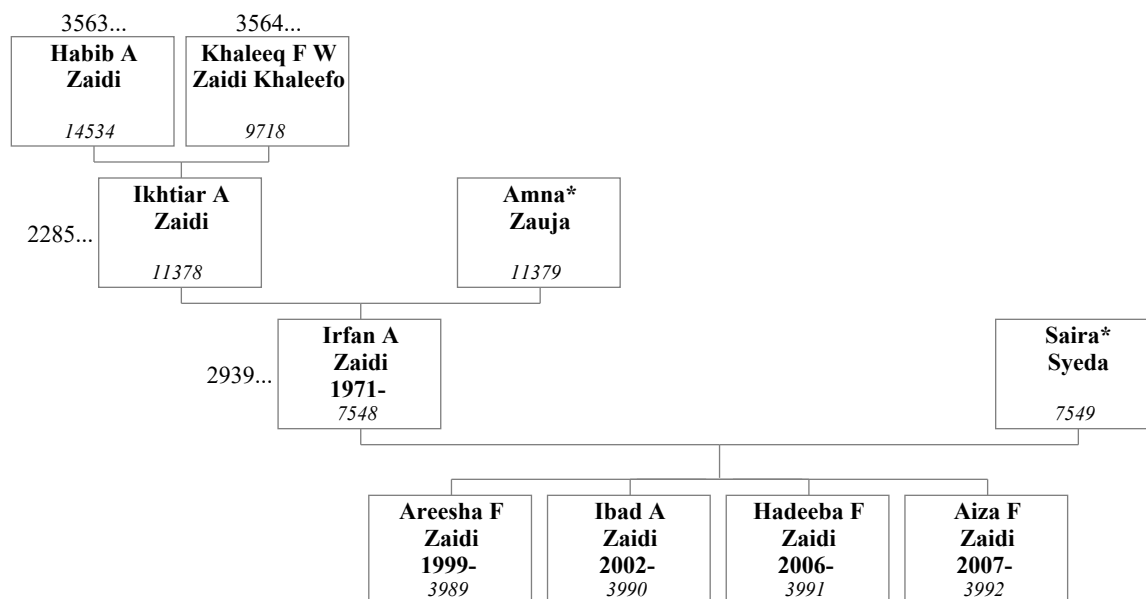 3563...
3564...
Habib A
Zaidi
14534
Khaleeq F W
Zaidi Khaleefo
9718
2285...
Ikhtiar A
Zaidi
11378
Amna*
Zauja
11379
2939...
Irfan A
Zaidi
1971-
7548
Saira*
Syeda
7549
Areesha F
Zaidi
1999-
3989
Ibad A
Zaidi
2002-
3990
Hadeeba F
Zaidi
2006-
3991
Aiza F
Zaidi
2007-
3992